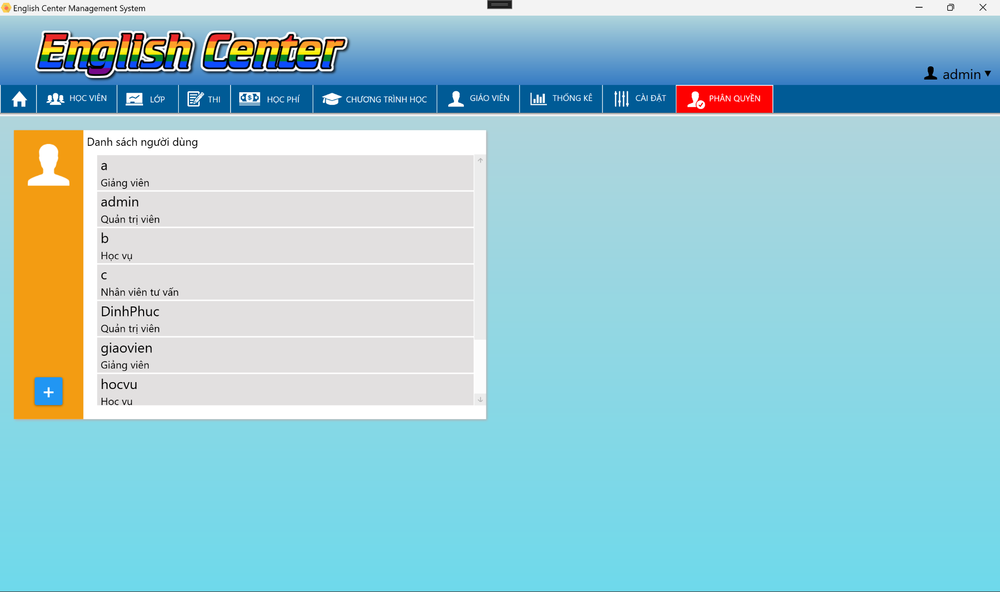 English Center Management System
English Center
admin
HỌC VIÊN
LỚP
THI
HỌC PHÍ
CHƯƠNG TRÌNH HỌC
GIÁO VIÊN
THỐNG KÊ
CÀI ĐẶT
PHÂN QUYỀN
Danh sách người dùng
a
Giảng viên
admin
Quản trị viên
b
Học vụ
c
Nhân viên tư vấn
DinhPhuc
Quản trị viên
giaovien
Giảng viên
hocvu
Học vụ